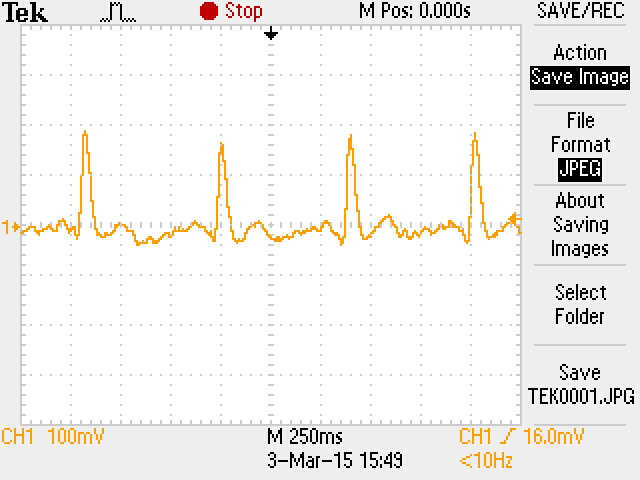 Tek Stop M Pos: 0.000s SAVE/REC
Action
Save Image
File
Format
JPEG
About
Saving
Images
Select
Folder
Save
TEK0001.JPG
1
CH1 100mV M 250ms CH1 16.0mV
3-Mar-15 15:49 <10Hz